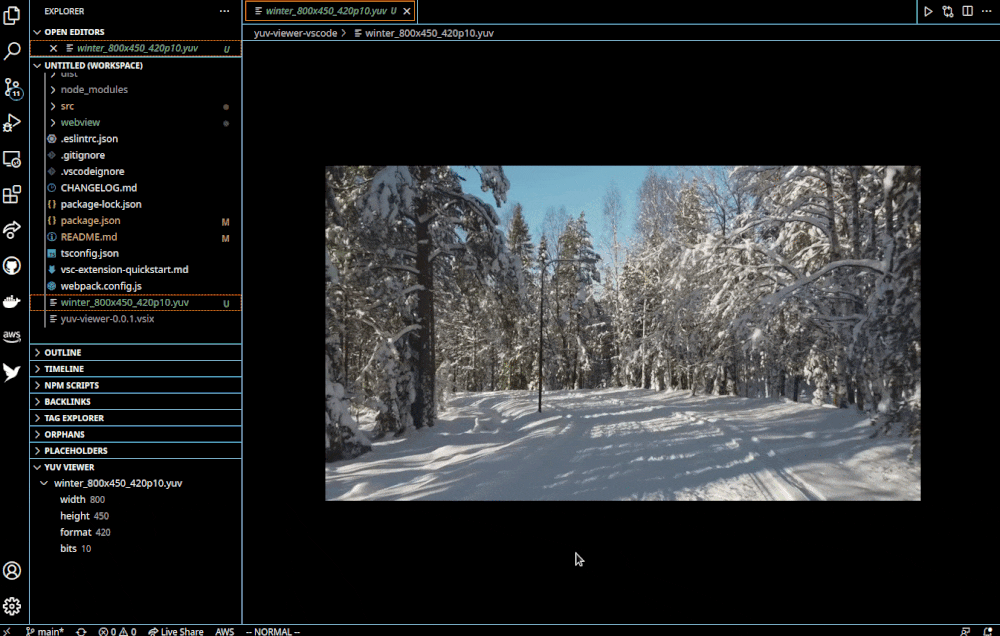 EXPLORER
winter_800x450_420p10.yuv U
OPEN EDITORS
winter_800x450_420p10.yuv U
yuv-viewer-vscode > winter_800x450_420p10.yuv
UNTITLED (WORKSPACE)
dist
node_modules
src
webview
.eslintrc.json
.gitignore
.vscodeignore
CHANGELOG.md
package-lock.json
package.json M
README.md M
tsconfig.json
vsc-extension-quickstart.md
webpack.config.js
winter_800x450_420p10.yuv U
yuv-viewer-0.0.1.vsix
OUTLINE
TIMELINE
NPM SCRIPTS
BACKLINKS
TAG EXPLORER
ORPHANS
PLACEHOLDERS
YUV VIEWER
winter_800x450_420p10.yuv
width 800
height 450
format 420
bits 10
11
aws
main* 0 0 Live Share AWS -- NORMAL --